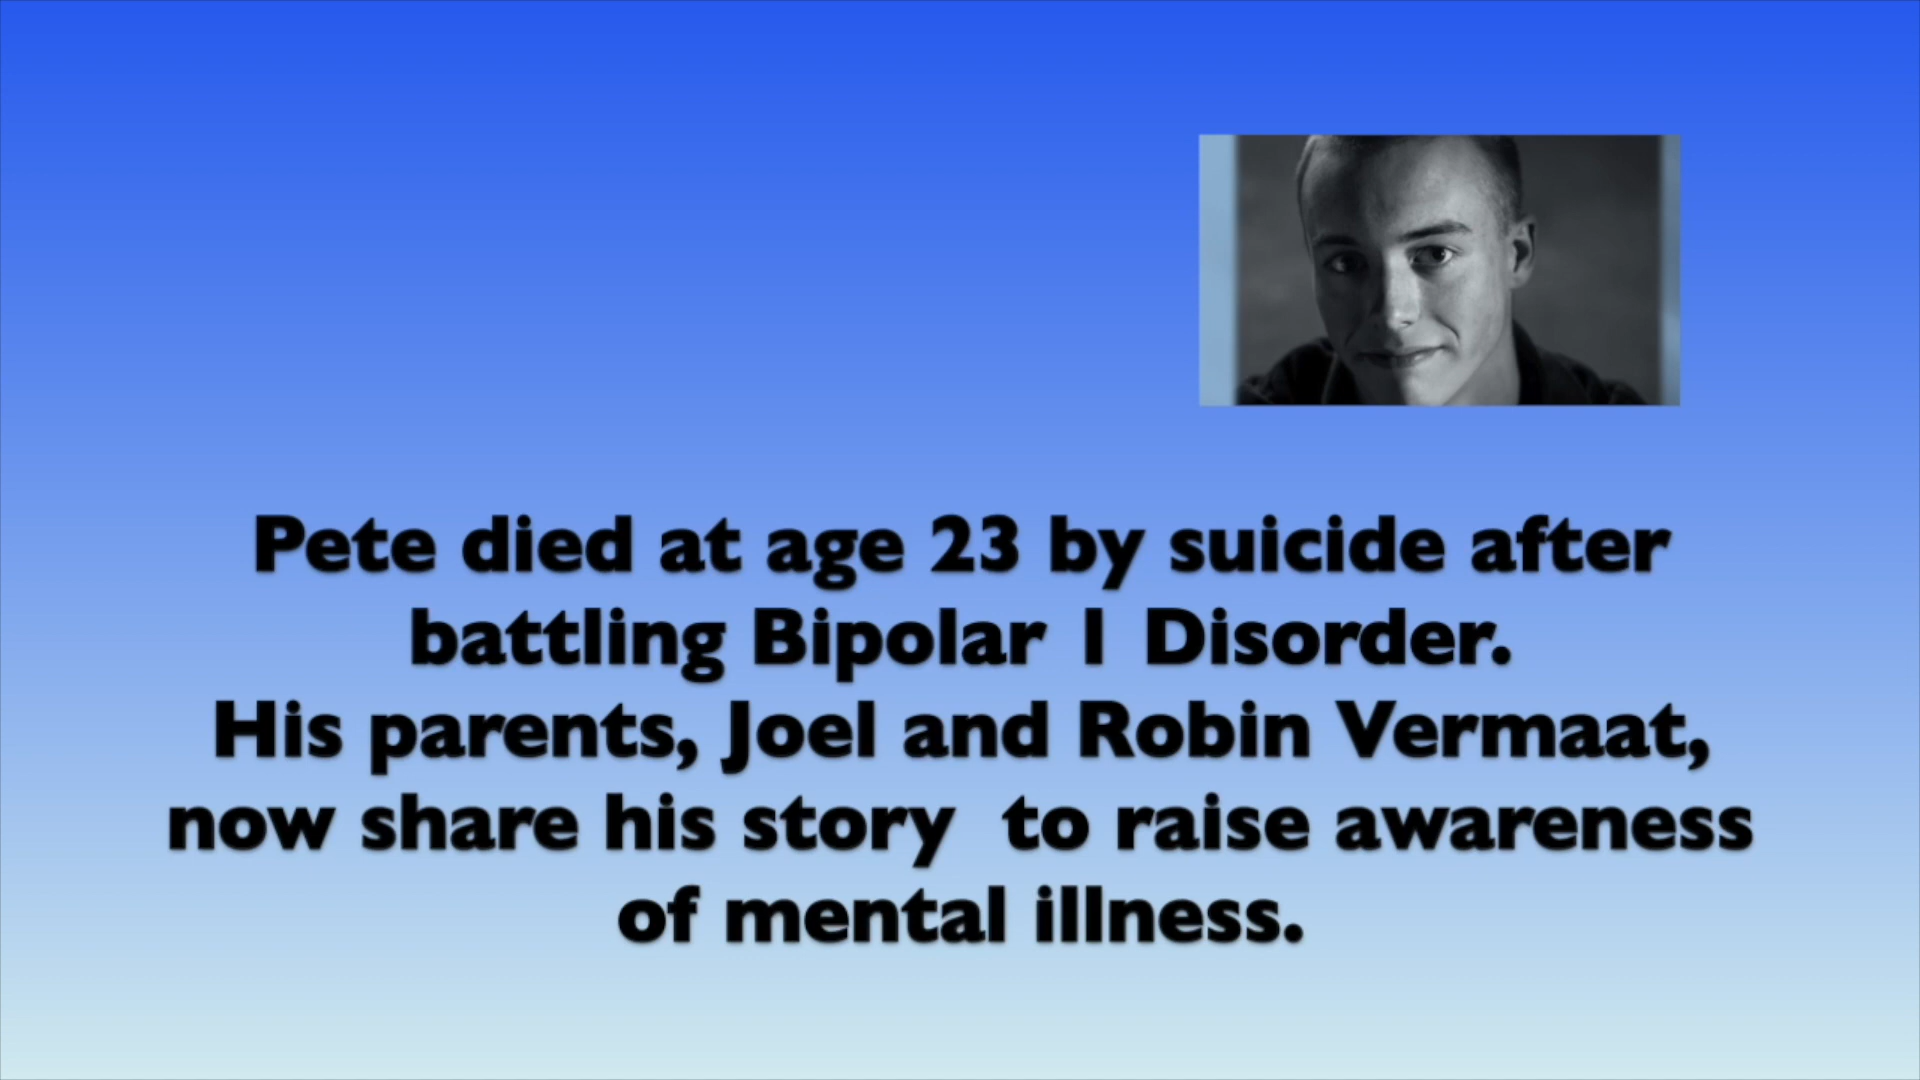 Pete died at age 23 by suicide after
battling Bipolar 1 Disorder.
His parents, Joel and Robin Vermaat,
now share his story  to raise awareness
of mental illness.